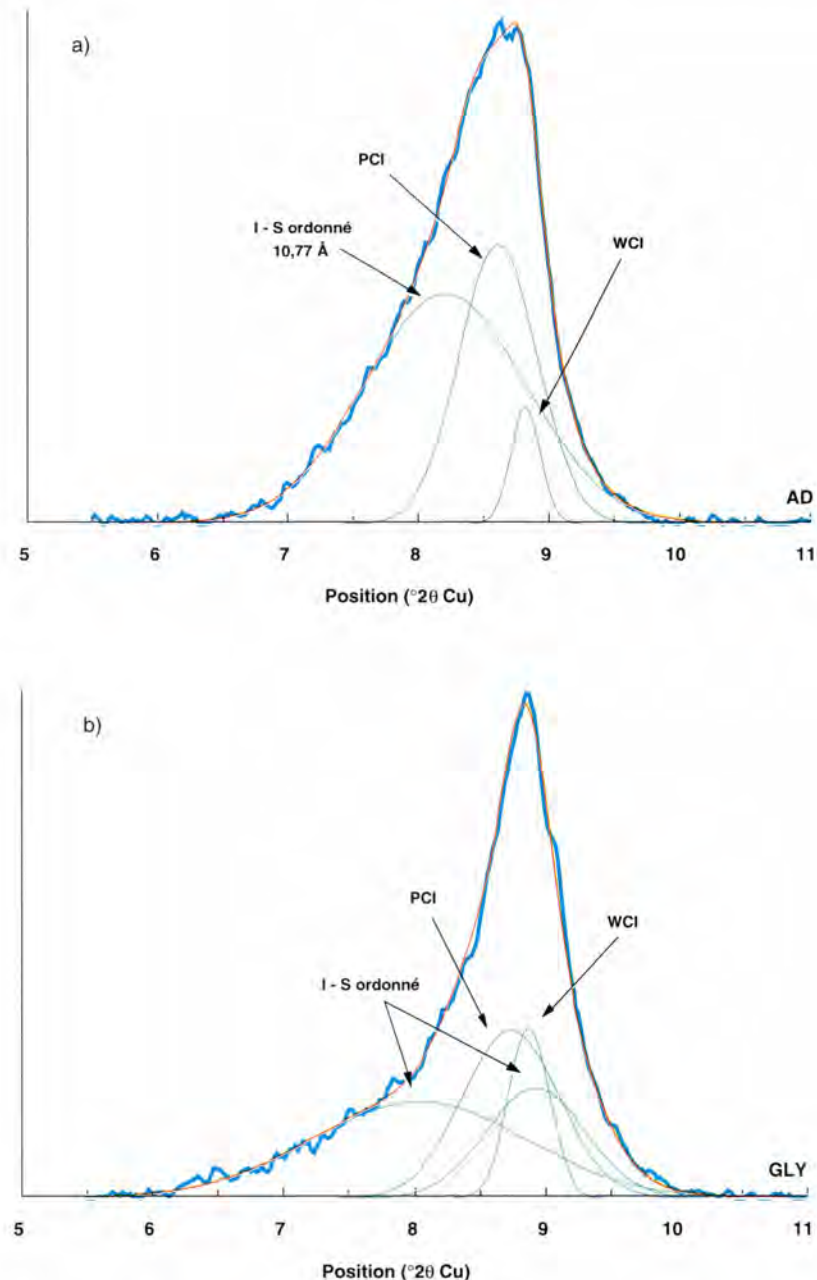 a)
PCI
I - S ordonné
10,77 Å
WCI
AD
5 6 7 8 9 10 11
Position (°2θ Cu)
b)
PCI
WCI
I - S ordonné
GLY
5 6 7 8 9 10 11
Position (°2θ Cu)